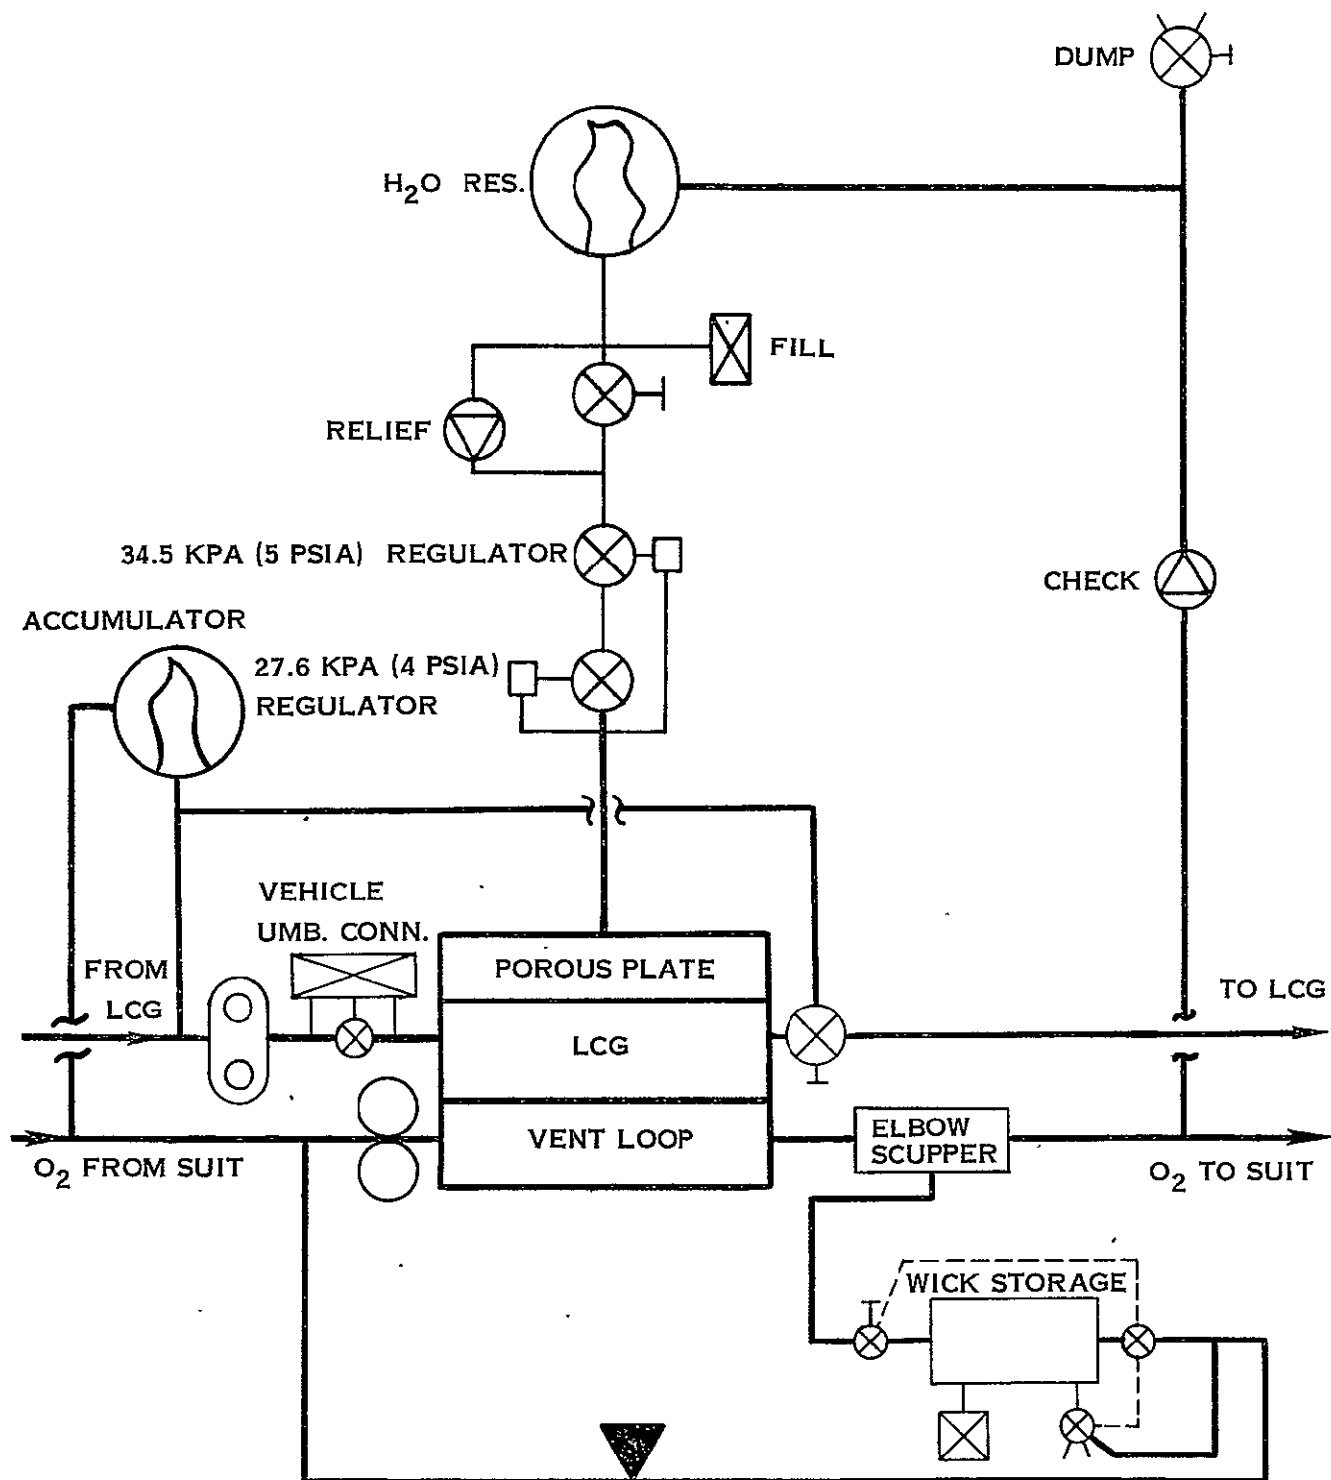 DUMP
H2O RES.
FILL
RELIEF
34.5 KPA (5 PSIA) REGULATOR
CHECK
ACCUMULATOR
27.6 KPA (4 PSIA)
REGULATOR
VEHICLE
UMB. CONN.
FROM
LCG
POROUS PLATE
TO LCG
LCG
VENT LOOP
ELBOW
SCUPPER
O2 FROM SUIT
O2 TO SUIT
WICK STORAGE